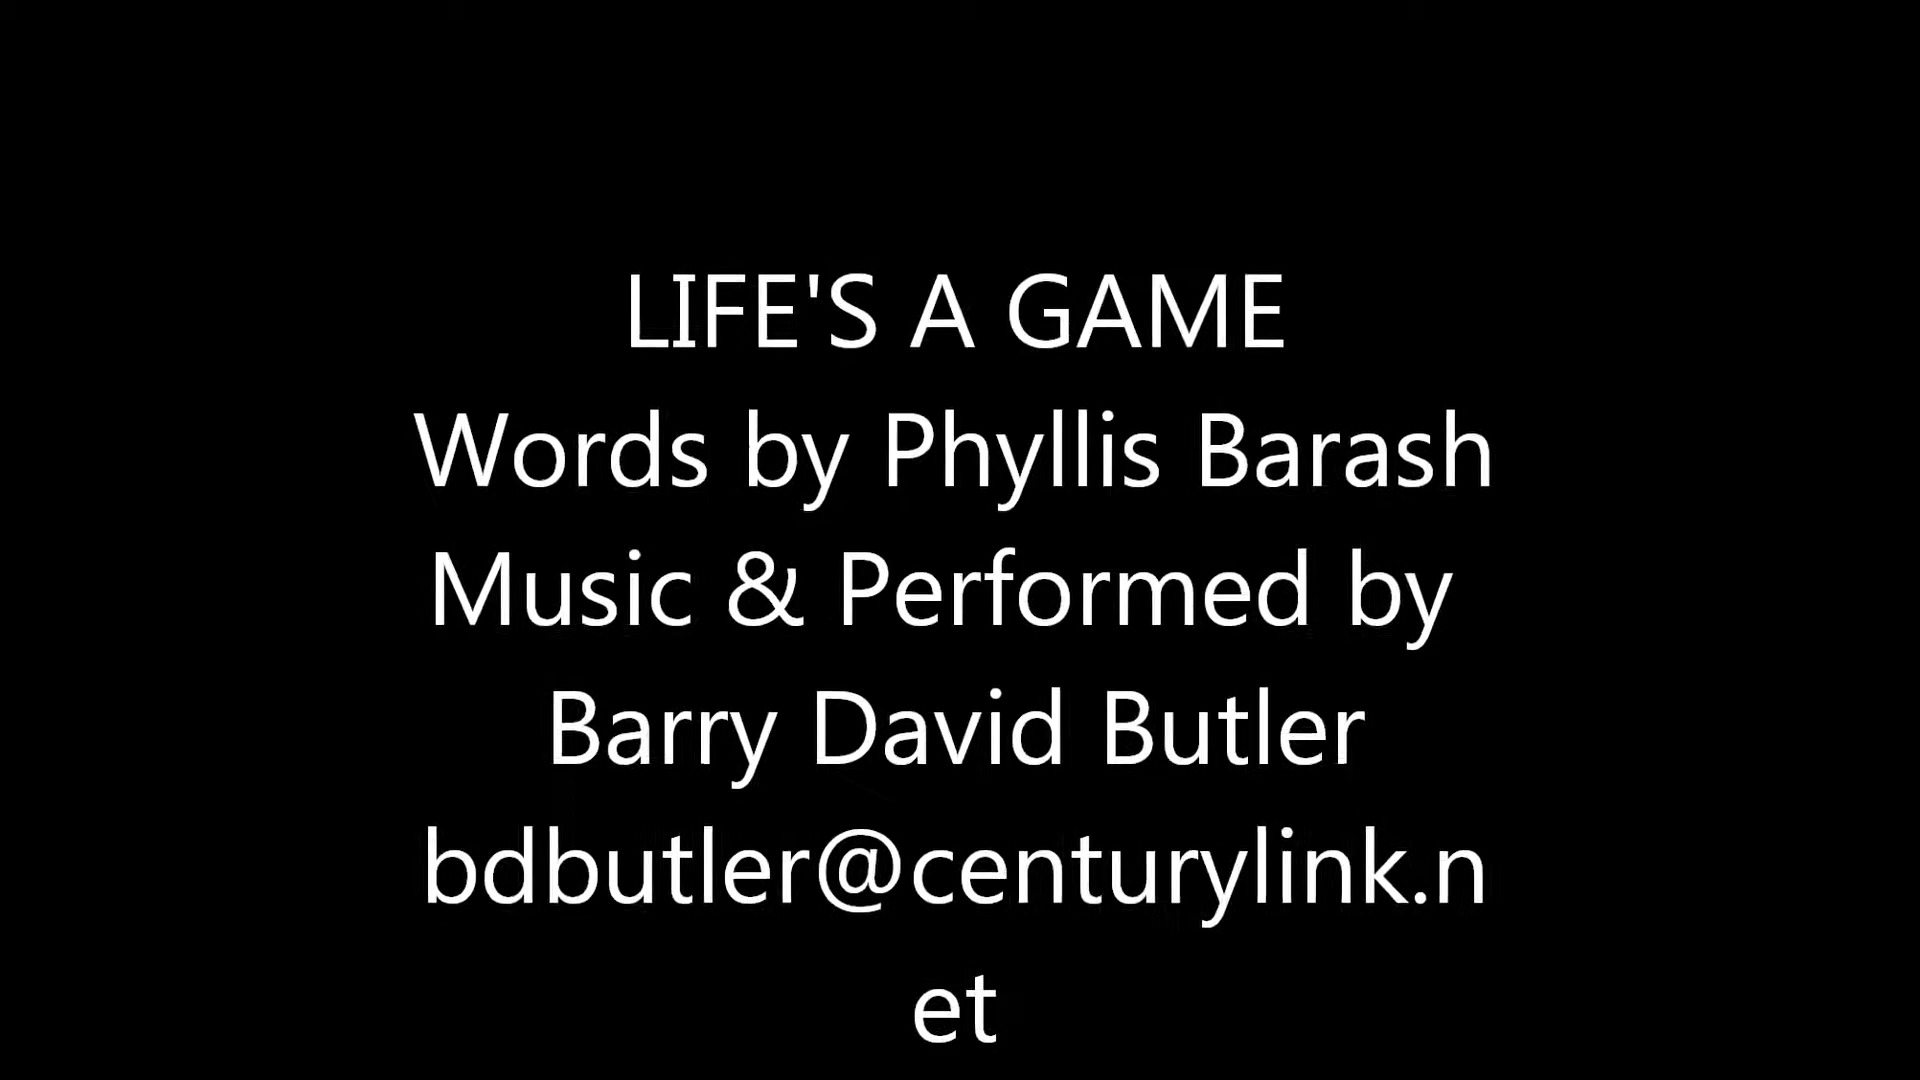 LIFE'S A GAME
Words by Phyllis Barash
Music & Performed by
Barry David Butler
bdbutler@centurylink.n
et